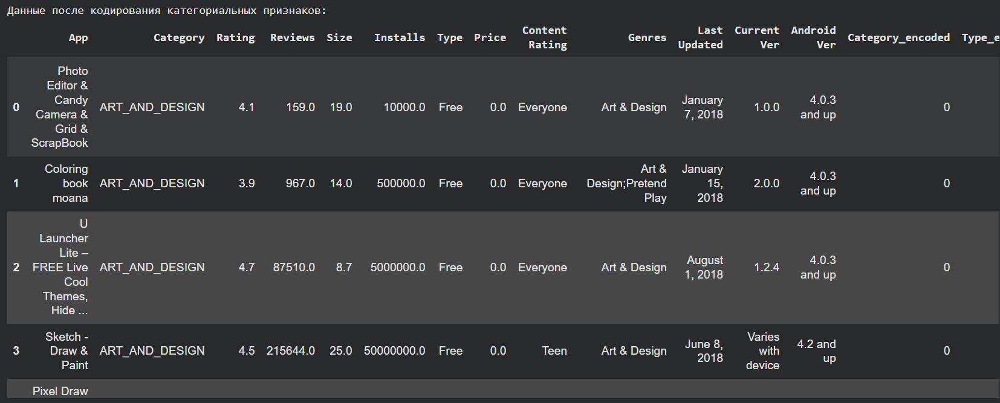 Данные после кодирования категориальных признаков:
App Category Rating Reviews Size Installs Type Price Content Rating Genres Last Updated Current Ver Android Ver Category_encoded Type_e
0 Photo Editor & Candy Camera & Grid & ScrapBook ART_AND_DESIGN 4.1 159.0 19.0 10000.0 Free 0.0 Everyone Art & Design January 7, 2018 1.0.0 4.0.3 and up 0
1 Coloring book moana ART_AND_DESIGN 3.9 967.0 14.0 500000.0 Free 0.0 Everyone Art & Design;Pretend Play January 15, 2018 2.0.0 4.0.3 and up 0
2 U Launcher Lite – FREE Live Cool Themes, Hide ... ART_AND_DESIGN 4.7 87510.0 8.7 5000000.0 Free 0.0 Everyone Art & Design August 1, 2018 1.2.4 4.0.3 and up 0
3 Sketch - Draw & Paint ART_AND_DESIGN 4.5 215644.0 25.0 50000000.0 Free 0.0 Teen Art & Design June 8, 2018 Varies with device 4.2 and up 0
Pixel Draw